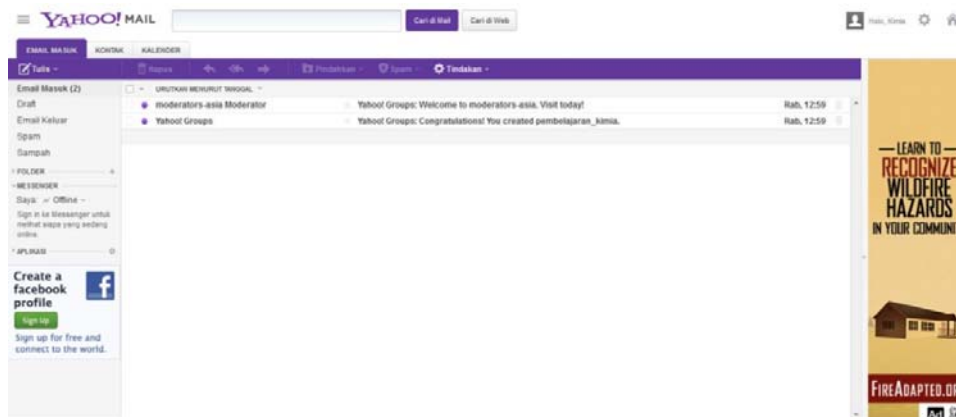 YAHOO! MAIL
Cari di Mail
Cari di Web
Halo, Kimia
EMAIL MASUK
KONTAK
KALENDER
Tulis
Hapus
Pindahkan
Spam
Tindakan
Email Masuk (2)
Draft
Email Keluar
Spam
Sampah
FOLDER
MESSENGER
Saya: Offline
Sign in ke Messenger untuk
melihat siapa yang sedang
online.
APLIKASI
Create a
facebook
profile
Sign Up
Sign up for free and
connect to the world.
URUTKAN MENURUT TANGGAL
moderators-asia Moderator
Yahoo! Groups: Welcome to moderators-asia. Visit today!
Rab, 12:59
Yahoo! Groups
Yahoo! Groups: Congratulations! You created pembelajaran_kimia.
Rab, 12:59
LEARN TO
RECOGNIZE
WILDFIRE
HAZARDS
IN YOUR COMMUNI
FIREADAPTED.OR
Ad